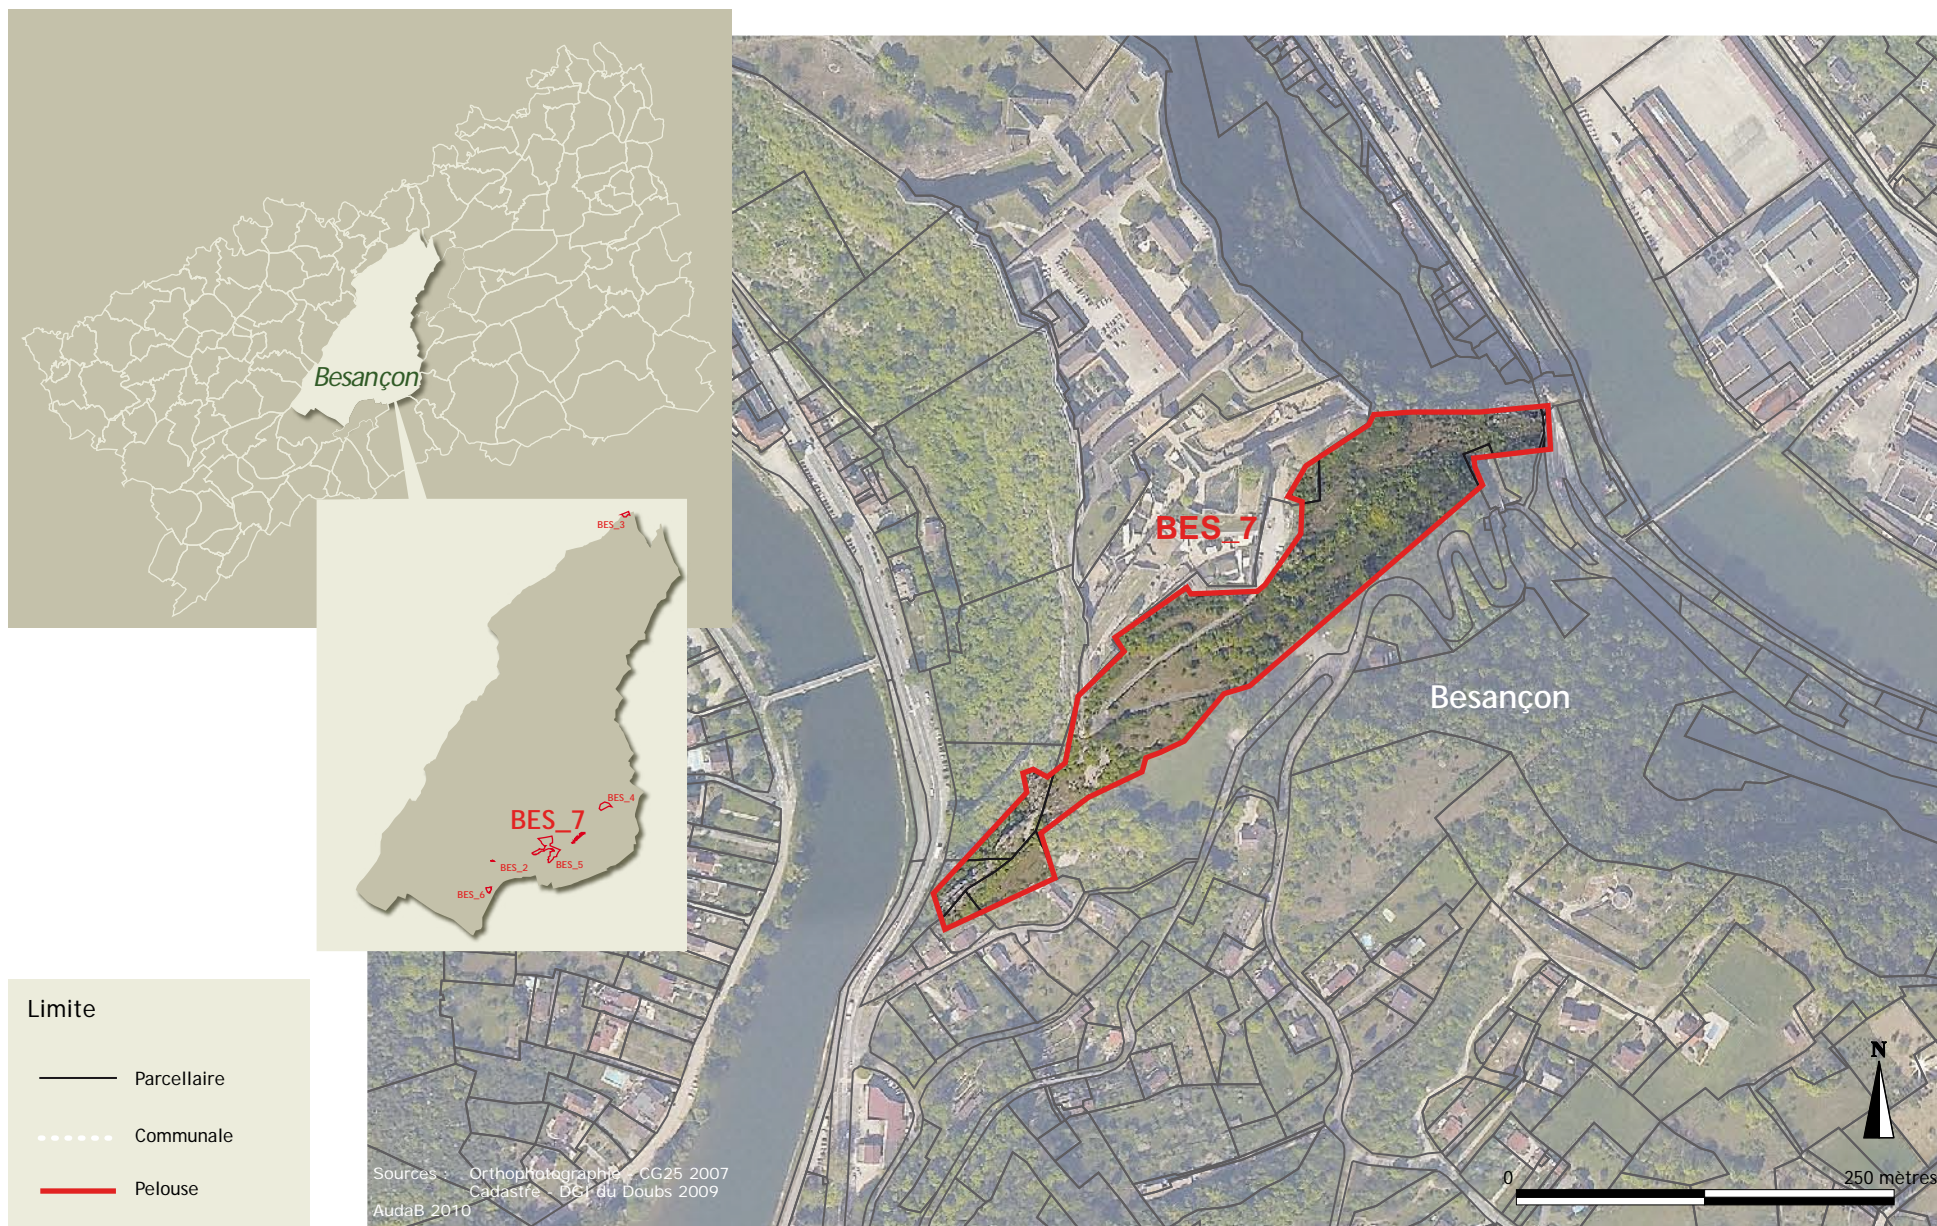 Besançon
BES_3
BES_4
BES_7
BES_2
BES_5
BES_6
BES_7
Besançon
Limite
Parcellaire
Communale
Pelouse
Sources : Orthophotographie - CG25 2007
Cadastre - DGI du Doubs 2009
AudaB 2010
N
0 250 mètres